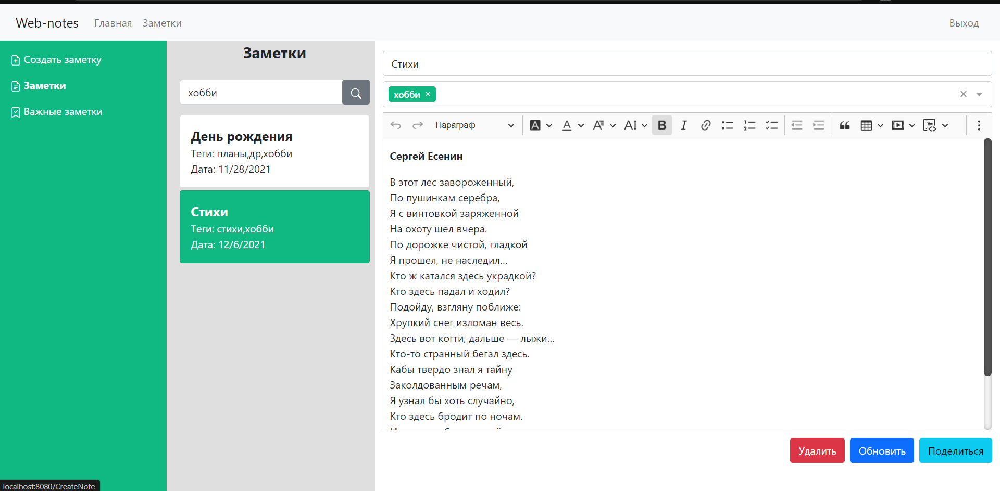 Web-notes Главная Заметки Выход
Создать заметку
Заметки
Важные заметки
Заметки
хобби
День рождения
Теги: планы,др,хобби
Дата: 11/28/2021
Стихи
Теги: стихи,хобби
Дата: 12/6/2021
Стихи
хобби ×
Параграф
Сергей Есенин
В этот лес завороженный,
По пушинкам серебра,
Я с винтовкой заряженной
На охоту шел вчера.
По дорожке чистой, гладкой
Я прошел, не наследил...
Кто ж катался здесь украдкой?
Кто здесь падал и ходил?
Подойду, взгляну поближе:
Хрупкий снег изломан весь.
Здесь вот когти, дальше — лыжи...
Кто-то странный бегал здесь.
Кабы твердо знал я тайну
Заколдованным речам,
Я узнал бы хоть случайно,
Кто здесь бродит по ночам.
Удалить Обновить Поделиться
localhost:8080/CreateNote